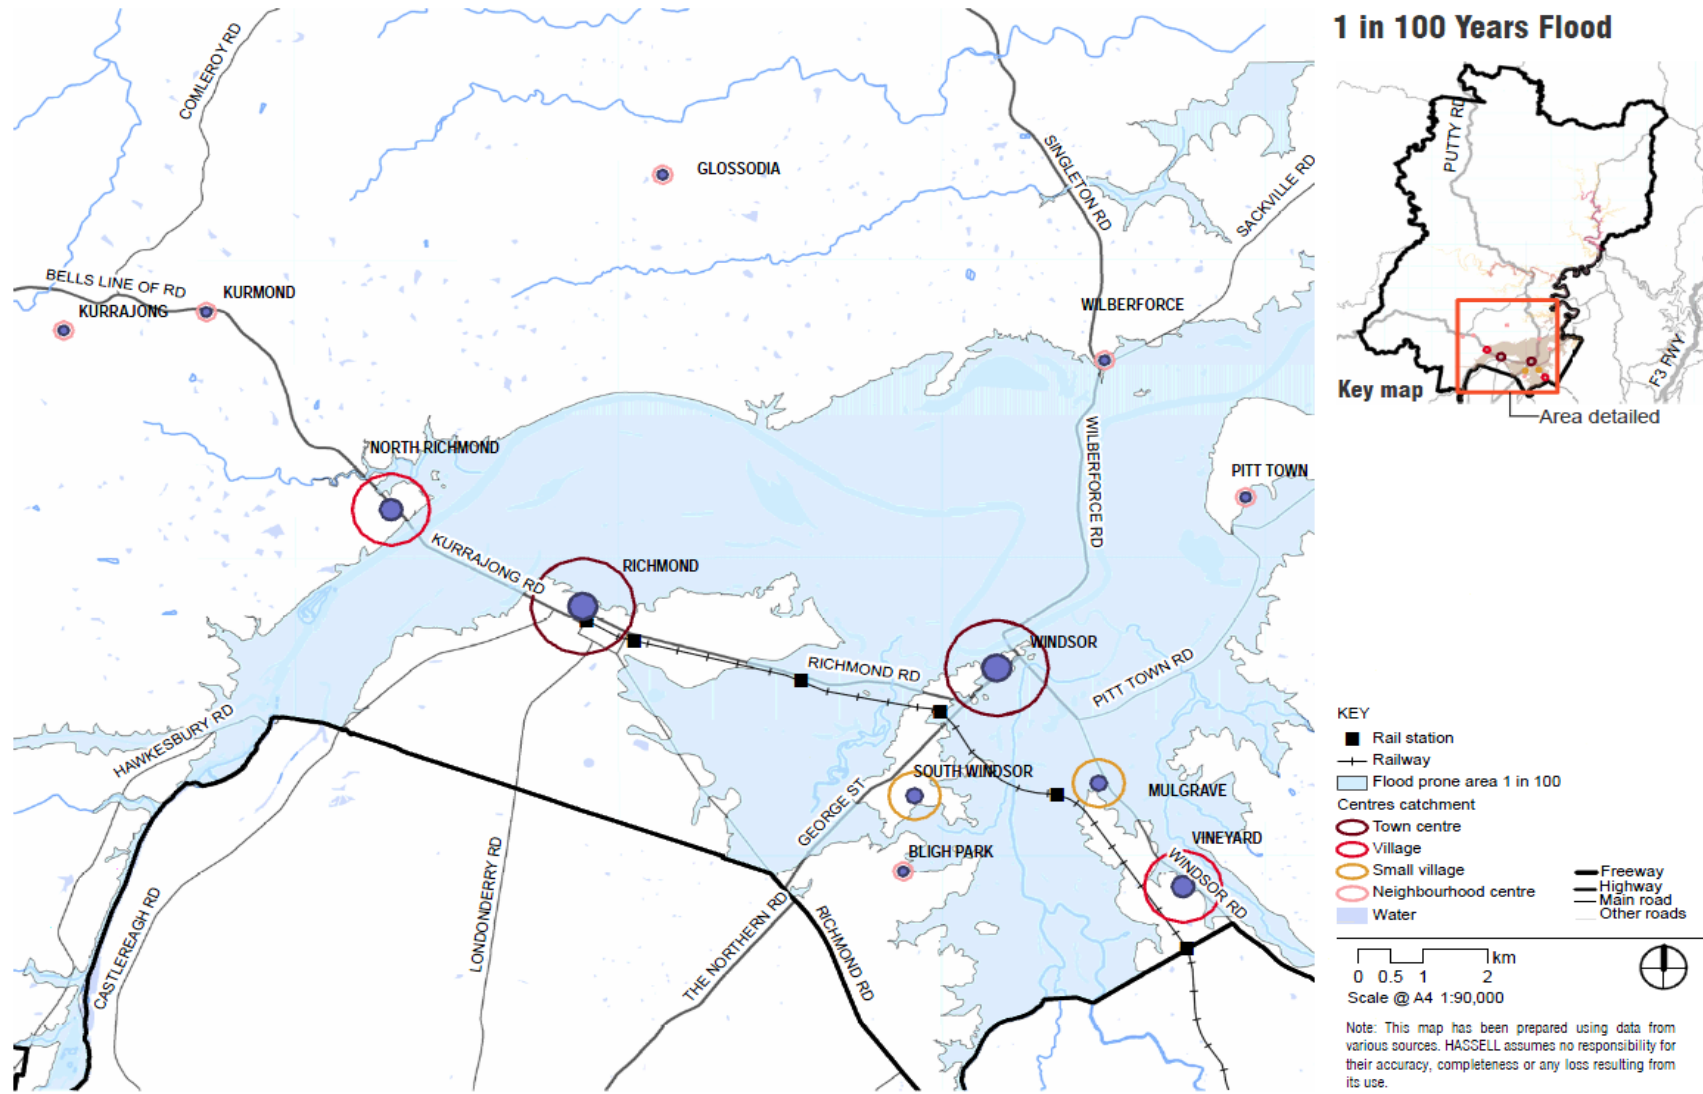 1 in 100 Years Flood
COMLEROY RD
GLOSSODIA
SINGLETON RD
SACKVILLE RD
BELLS LINE OF RD
KURMOND
KURRAJONG
WILBERFORCE
NORTH RICHMOND
WILBERFORCE RD
PITT TOWN
KURRAJONG RD
RICHMOND
WINDSOR
RICHMOND RD
PITT TOWN RD
HAWKESBURY RD
SOUTH WINDSOR
MULGRAVE
GEORGE ST
VINEYARD
BLIGH PARK
WINDSOR RD
LONDONDERRY RD
CASTLEREAGH RD
THE NORTHERN RD
RICHMOND RD
PUTTY RD
F3 FWY
Key map
Area detailed
KEY
Rail station
Railway
Flood prone area 1 in 100
Centres catchment
Town centre
Village
Small village
Neighbourhood centre
Water
Freeway
Highway
Main road
Other roads
km
0 0.5 1 2
Scale @ A4 1:90,000
Note: This map has been prepared using data from
various sources. HASSELL assumes no responsibility for
their accuracy, completeness or any loss resulting from
its use.